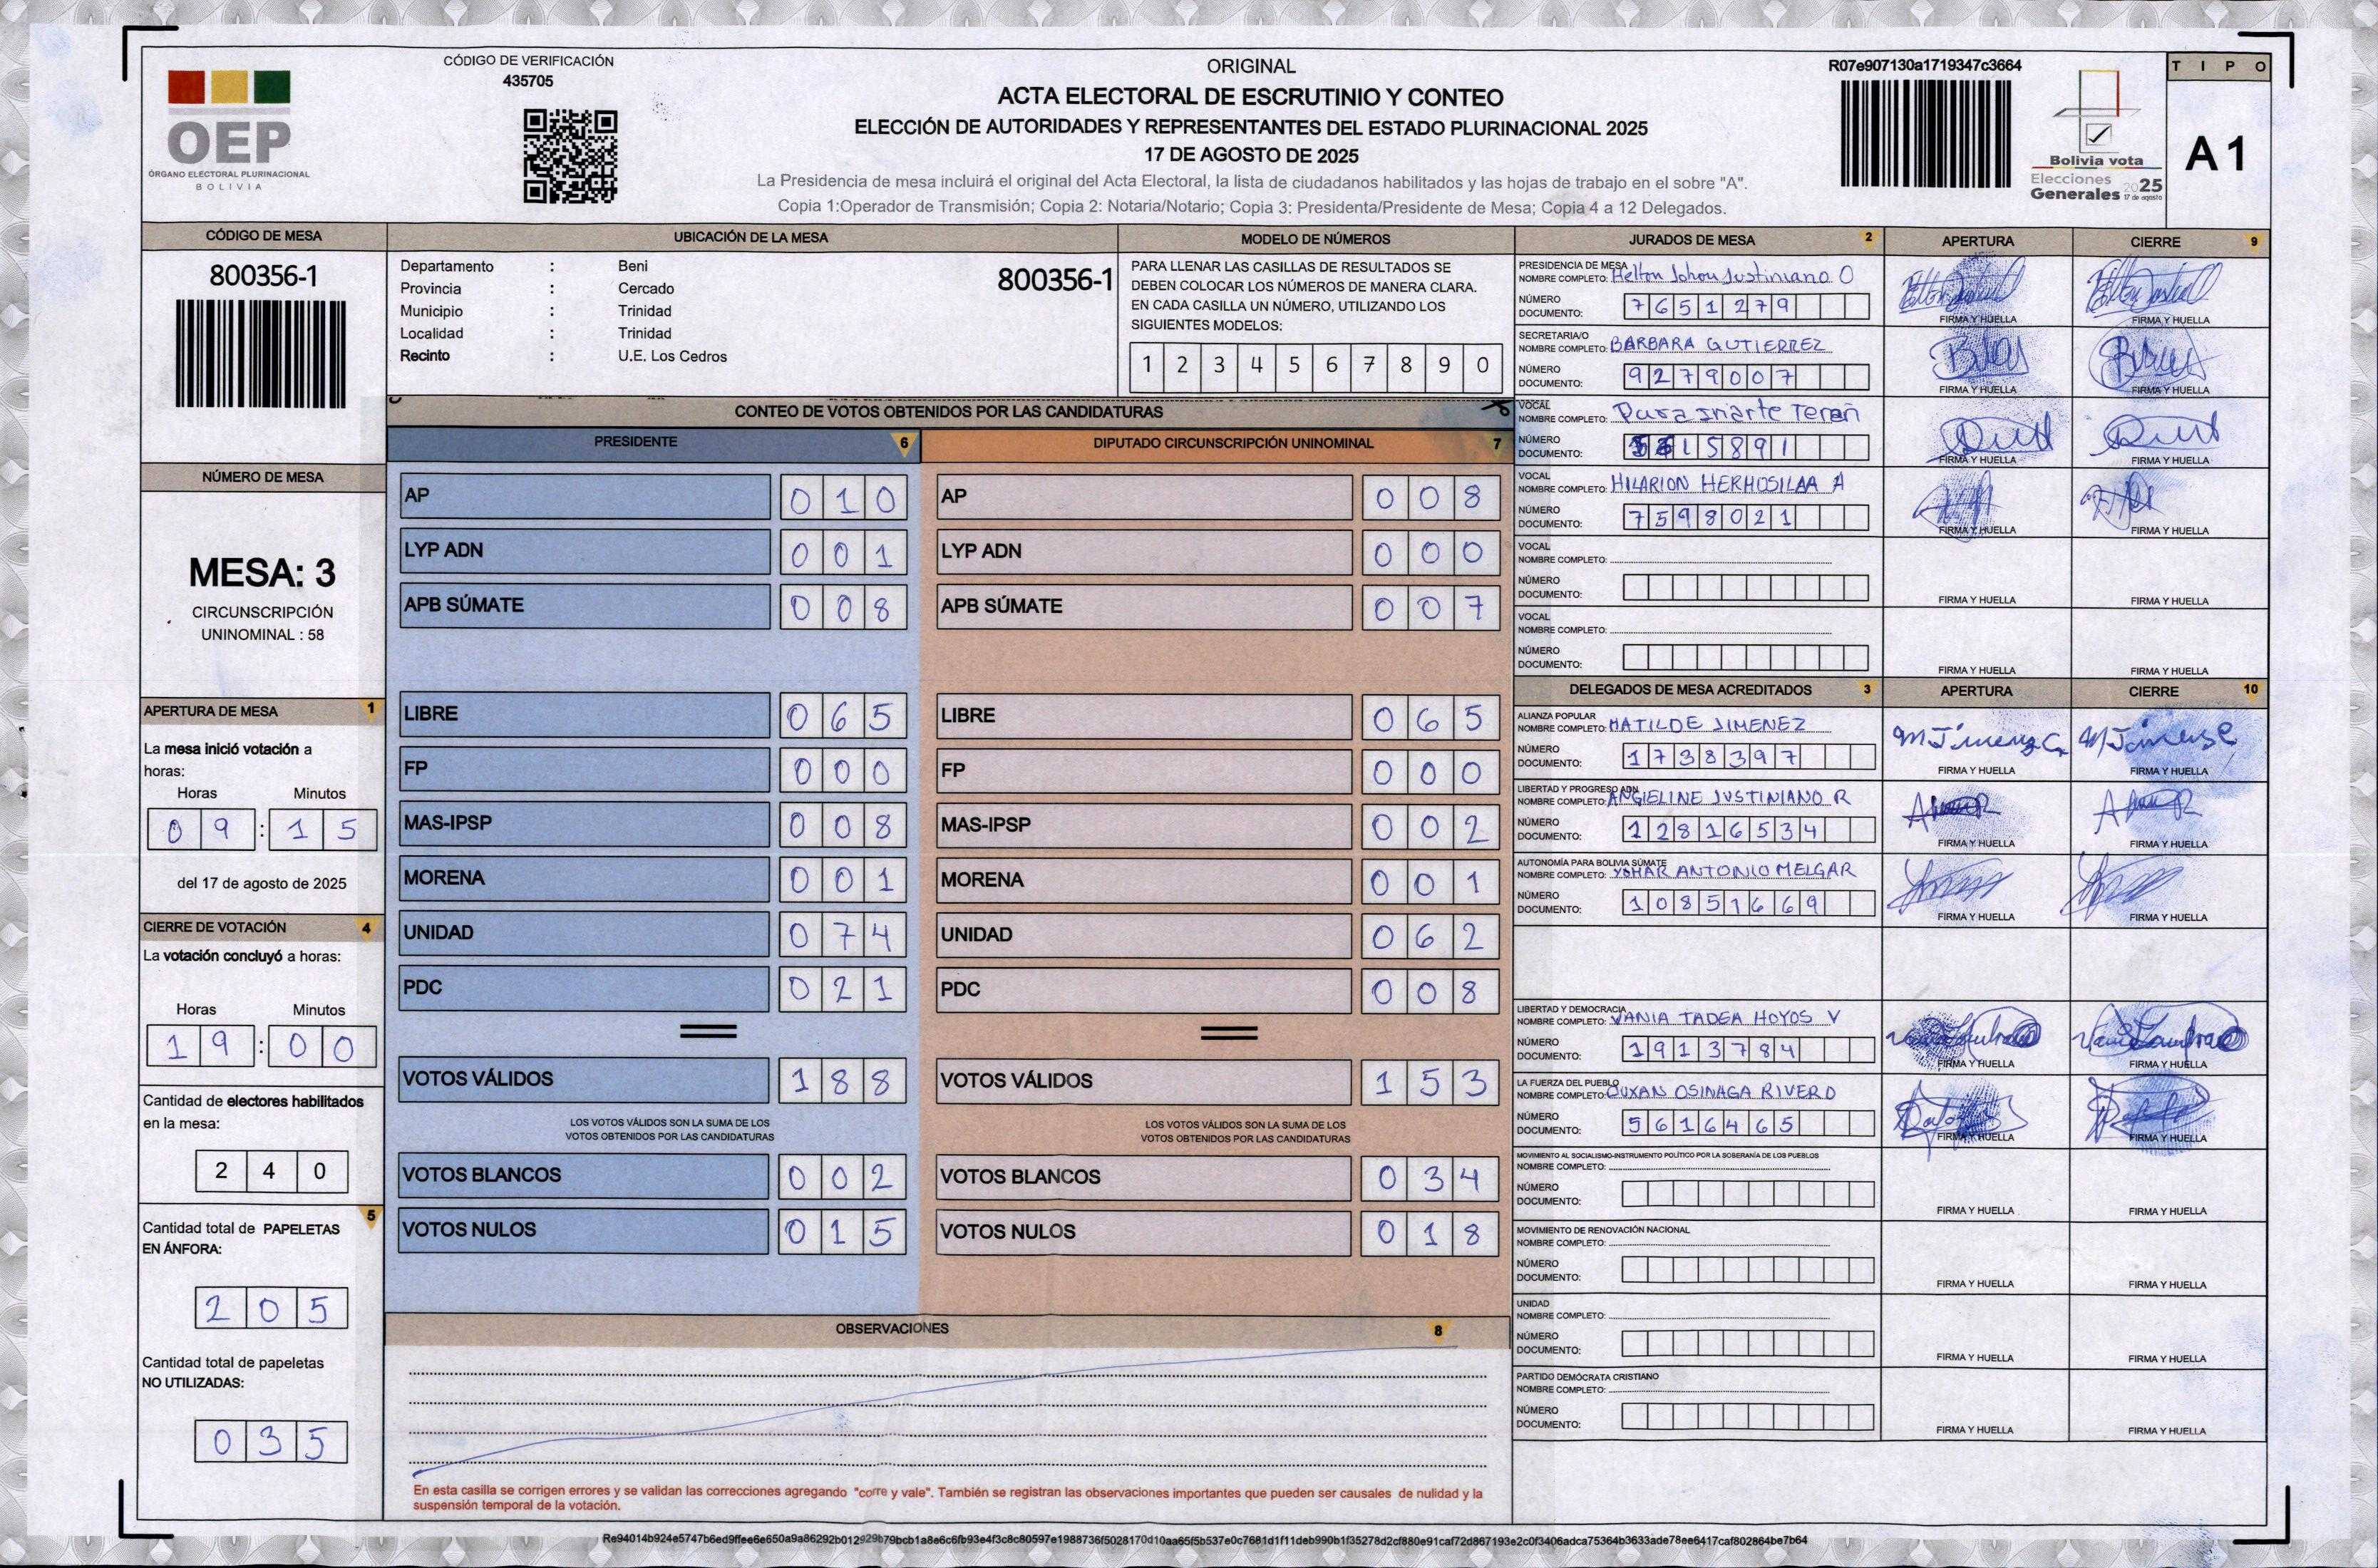 CÓDIGO DE VERIFICACIÓN
435705
OEP
ÓRGANO ELECTORAL PLURINACIONAL
BOLIVIA
ORIGINAL
ACTA ELECTORAL DE ESCRUTINIO Y CONTEO
ELECCIÓN DE AUTORIDADES Y REPRESENTANTES DEL ESTADO PLURINACIONAL 2025
17 DE AGOSTO DE 2025
La Presidencia de mesa incluirá el original del Acta Electoral, la lista de ciudadanos habilitados y las hojas de trabajo en el sobre "A".
Copia 1:Operador de Transmisión; Copia 2: Notaria/Notario; Copia 3: Presidenta/Presidente de Mesa; Copia 4 a 12 Delegados.
R07e907130a1719347c3664
Bolivia vota
Elecciones
Generales 2025
17 de agosto
TIPO
A 1
CÓDIGO DE MESA
800356-1
NÚMERO DE MESA
MESA: 3
CIRCUNSCRIPCIÓN
UNINOMINAL : 58
APERTURA DE MESA 1
La mesa inició votación a
horas:
Horas Minutos
09 : 15
del 17 de agosto de 2025
CIERRE DE VOTACIÓN 4
La votación concluyó a horas:
Horas Minutos
19 : 00
Cantidad de electores habilitados
en la mesa:
2 4 0
5
Cantidad total de PAPELETAS
EN ÁNFORA:
2 0 5
Cantidad total de papeletas
NO UTILIZADAS:
0 3 5
UBICACIÓN DE LA MESA
Departamento : Beni
800356-1
Provincia : Cercado
Municipio : Trinidad
Localidad : Trinidad
Recinto : U.E. Los Cedros
MODELO DE NÚMEROS
PARA LLENAR LAS CASILLAS DE RESULTADOS SE
DEBEN COLOCAR LOS NÚMEROS DE MANERA CLARA.
EN CADA CASILLA UN NÚMERO, UTILIZANDO LOS
SIGUIENTES MODELOS:
1 2 3 4 5 6 7 8 9 0
CONTEO DE VOTOS OBTENIDOS POR LAS CANDIDATURAS
PRESIDENTE 6
AP 0 1 0
LYP ADN 0 0 1
APB SÚMATE 0 0 8
LIBRE 0 6 5
FP 0 0 0
MAS-IPSP 0 0 8
MORENA 0 0 1
UNIDAD 0 7 4
PDC 0 2 1
VOTOS VÁLIDOS 1 8 8
LOS VOTOS VÁLIDOS SON LA SUMA DE LOS
VOTOS OBTENIDOS POR LAS CANDIDATURAS
VOTOS BLANCOS 0 0 2
VOTOS NULOS 0 1 5
DIPUTADO CIRCUNSCRIPCIÓN UNINOMINAL 7
AP 0 0 8
LYP ADN 0 0 0
APB SÚMATE 0 0 7
LIBRE 0 6 5
FP 0 0 0
MAS-IPSP 0 0 2
MORENA 0 0 1
UNIDAD 0 6 2
PDC 0 0 8
VOTOS VÁLIDOS 1 5 3
LOS VOTOS VÁLIDOS SON LA SUMA DE LOS
VOTOS OBTENIDOS POR LAS CANDIDATURAS
VOTOS BLANCOS 0 3 4
VOTOS NULOS 0 1 8
OBSERVACIONES 8
En esta casilla se corrigen errores y se validan las correcciones agregando "corre y vale". También se registran las observaciones importantes que pueden ser causales de nulidad y la
suspensión temporal de la votación.
JURADOS DE MESA 2 APERTURA CIERRE 9
PRESIDENCIA DE MESA
NOMBRE COMPLETO: Helton Johou Justiniano O
NÚMERO
DOCUMENTO: 7651279
FIRMA Y HUELLA FIRMA Y HUELLA
SECRETARIA/O
NOMBRE COMPLETO: BARBARA GUTIERREZ
NÚMERO
DOCUMENTO: 9279007
FIRMA Y HUELLA FIRMA Y HUELLA
VOCAL
NOMBRE COMPLETO: Pura Iriarte Terañ
NÚMERO
DOCUMENTO:
FIRMA Y HUELLA FIRMA Y HUELLA
VOCAL
NOMBRE COMPLETO: HILARION HERMOSILAA A
NÚMERO
DOCUMENTO: 7598021
FIRMA Y HUELLA FIRMA Y HUELLA
VOCAL
NOMBRE COMPLETO:
NÚMERO
DOCUMENTO:
FIRMA Y HUELLA FIRMA Y HUELLA
VOCAL
NOMBRE COMPLETO:
NÚMERO
DOCUMENTO:
FIRMA Y HUELLA FIRMA Y HUELLA
DELEGADOS DE MESA ACREDITADOS 3 APERTURA CIERRE 10
ALIANZA POPULAR
NOMBRE COMPLETO: MATILDE JIMENEZ
NÚMERO
DOCUMENTO: 1738397
FIRMA Y HUELLA FIRMA Y HUELLA
LIBERTAD Y PROGRESO ADN
NOMBRE COMPLETO: ANGIELINE JUSTINIANO R
NÚMERO
DOCUMENTO: 12816534
FIRMA Y HUELLA FIRMA Y HUELLA
AUTONOMÍA PARA BOLIVIA SÚMATE
NOMBRE COMPLETO: YOMAR ANTONIO MELGAR
NÚMERO
DOCUMENTO: 10851669
FIRMA Y HUELLA FIRMA Y HUELLA
LIBERTAD Y DEMOCRACIA
NOMBRE COMPLETO: VANIA TADEA HOYOS V
NÚMERO
DOCUMENTO: 1913784
FIRMA Y HUELLA FIRMA Y HUELLA
LA FUERZA DEL PUEBLO
NOMBRE COMPLETO: OUXAN OSINAGA RIVERO
NÚMERO
DOCUMENTO: 5616465
FIRMA Y HUELLA FIRMA Y HUELLA
MOVIMIENTO AL SOCIALISMO-INSTRUMENTO POLÍTICO POR LA SOBERANÍA DE LOS PUEBLOS
NOMBRE COMPLETO:
NÚMERO
DOCUMENTO:
FIRMA Y HUELLA FIRMA Y HUELLA
MOVIMIENTO DE RENOVACIÓN NACIONAL
NOMBRE COMPLETO:
NÚMERO
DOCUMENTO:
FIRMA Y HUELLA FIRMA Y HUELLA
UNIDAD
NOMBRE COMPLETO:
NÚMERO
DOCUMENTO:
FIRMA Y HUELLA FIRMA Y HUELLA
PARTIDO DEMÓCRATA CRISTIANO
NOMBRE COMPLETO:
NÚMERO
DOCUMENTO:
FIRMA Y HUELLA FIRMA Y HUELLA